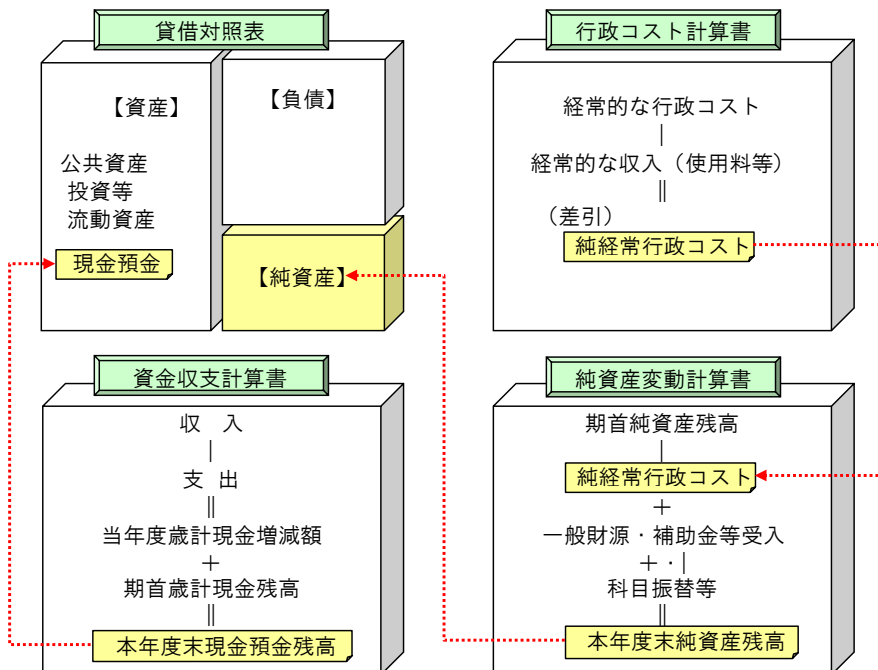 貸借対照表
【資産】
公共資産
投資等
流動資産
現金預金
【負債】
【純資産】
行政コスト計算書
経常的な行政コスト
|
経常的な収入（使用料等）
||
（差引）
純経常行政コスト
資金収支計算書
収　入
|
支　出
||
当年度歳計現金増減額
＋
期首歳計現金残高
||
本年度末現金預金残高
純資産変動計算書
期首純資産残高
|
純経常行政コスト
＋
一般財源・補助金等受入
＋・|
科目振替等
||
本年度末純資産残高